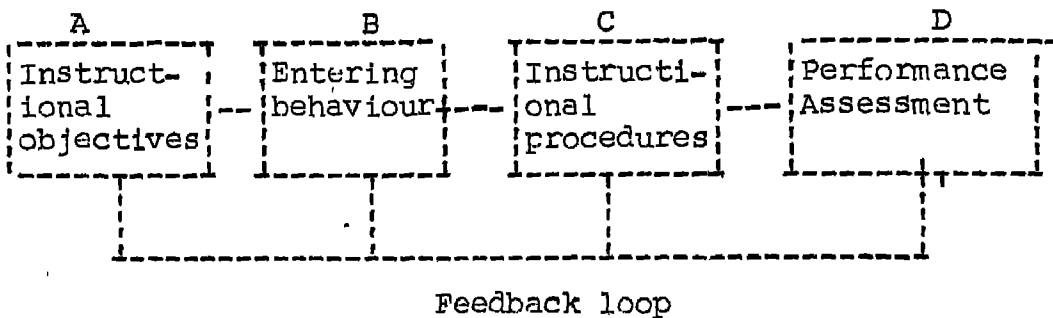 A B C D
Instruct- Entering Instructi- Performance
ional behaviour onal Assessment
objectives procedures
Feedback loop